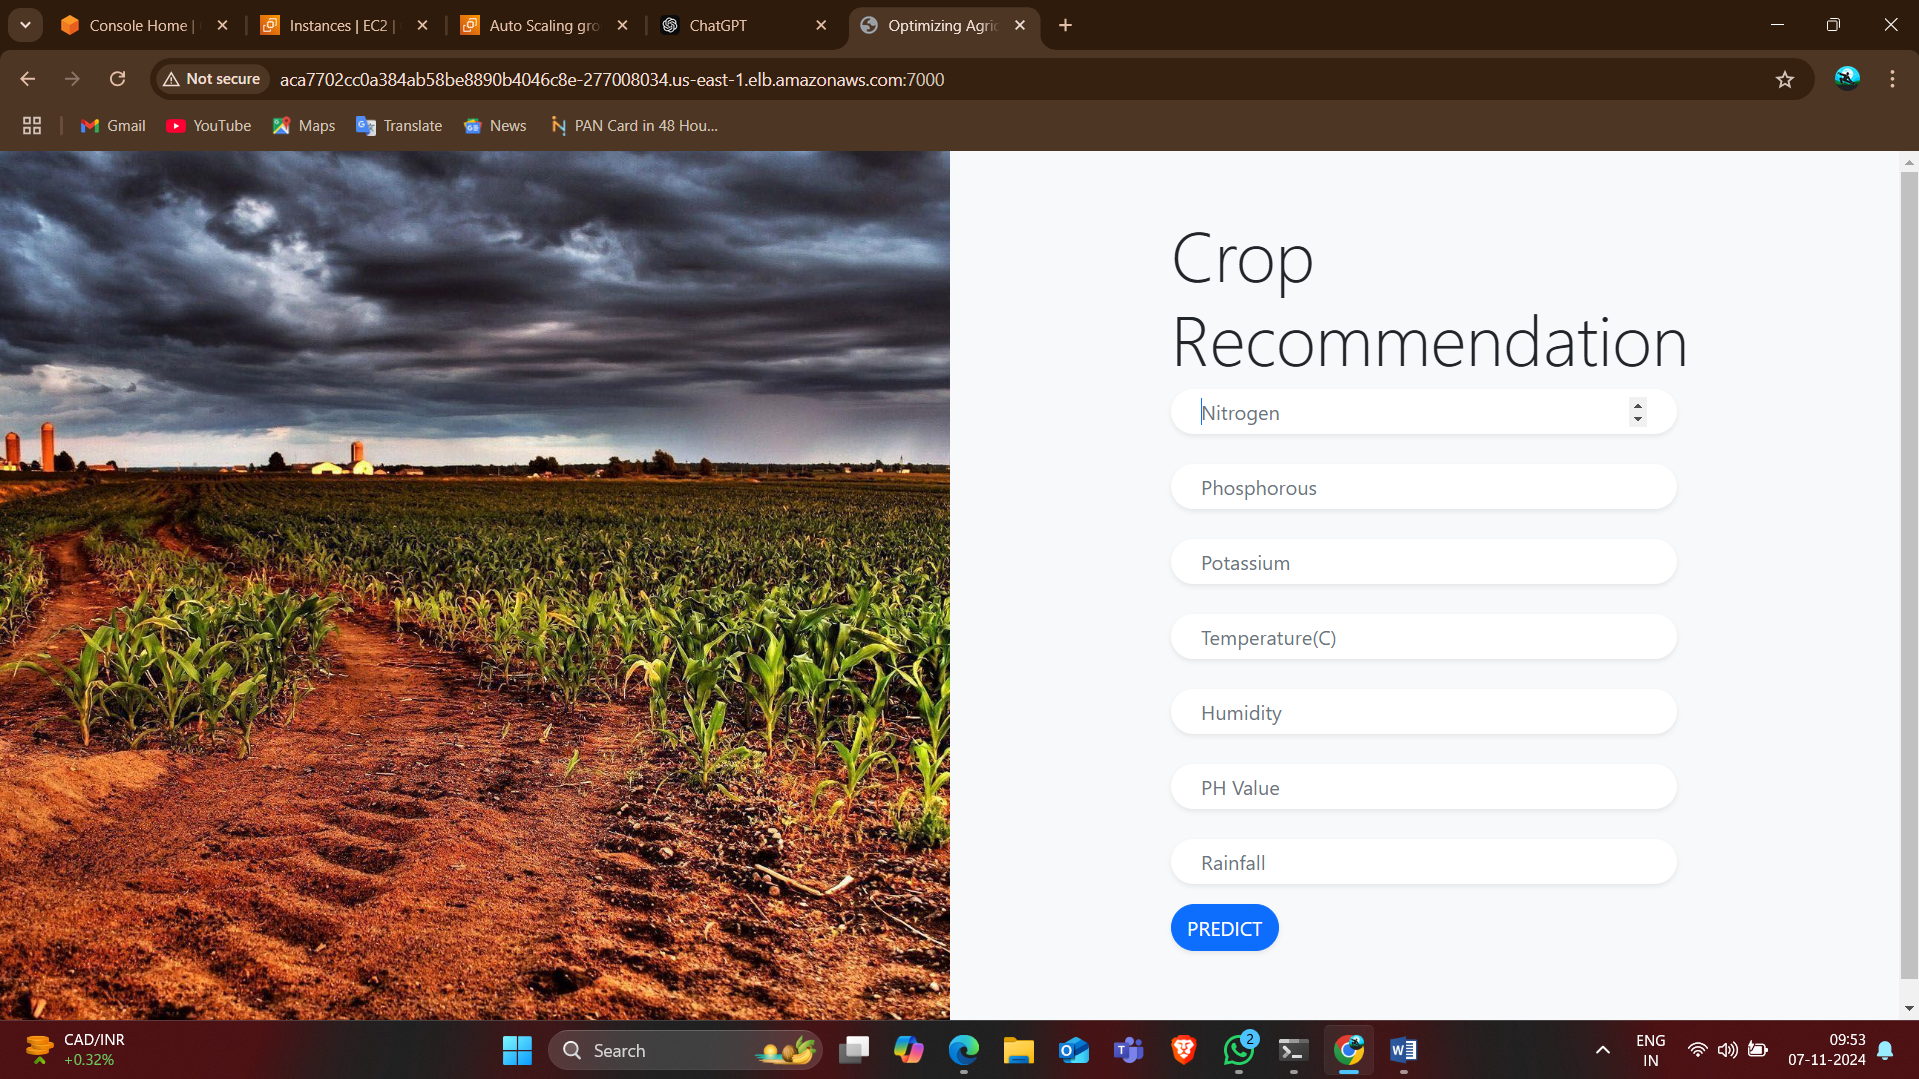 Console Home |
Instances | EC2 |
Auto Scaling gro
ChatGPT
Optimizing Agric
Not secure
aca7702cc0a384ab58be8890b4046c8e-277008034.us-east-1.elb.amazonaws.com:7000
Gmail
YouTube
Maps
Translate
News
PAN Card in 48 Hou...
Crop
Recommendation
Nitrogen
Phosphorous
Potassium
Temperature(C)
Humidity
PH Value
Rainfall
PREDICT
CAD/INR
+0.32%
Search
2
ENG
IN
09:53
07-11-2024